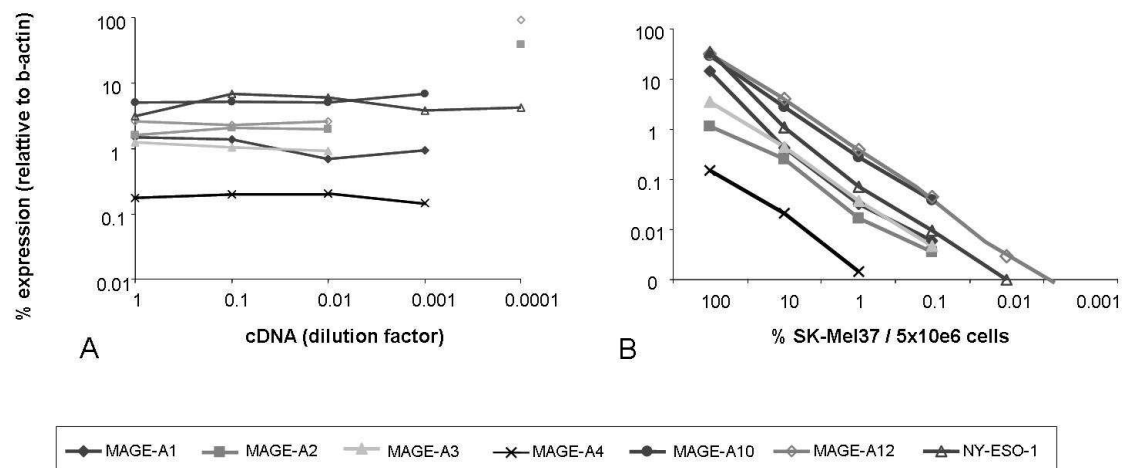 % expression (relative to b-actin)
100
10
1
0.1
0.01
1 0.1 0.01 0.001 0.0001
cDNA (dilution factor)
A
100
10
1
0.1
0.01
0
100 10 1 0.1 0.01 0.001
% SK-Mel37 / 5x10e6 cells
B
MAGE-A1 MAGE-A2 MAGE-A3 MAGE-A4 MAGE-A10 MAGE-A12 NY-ESO-1